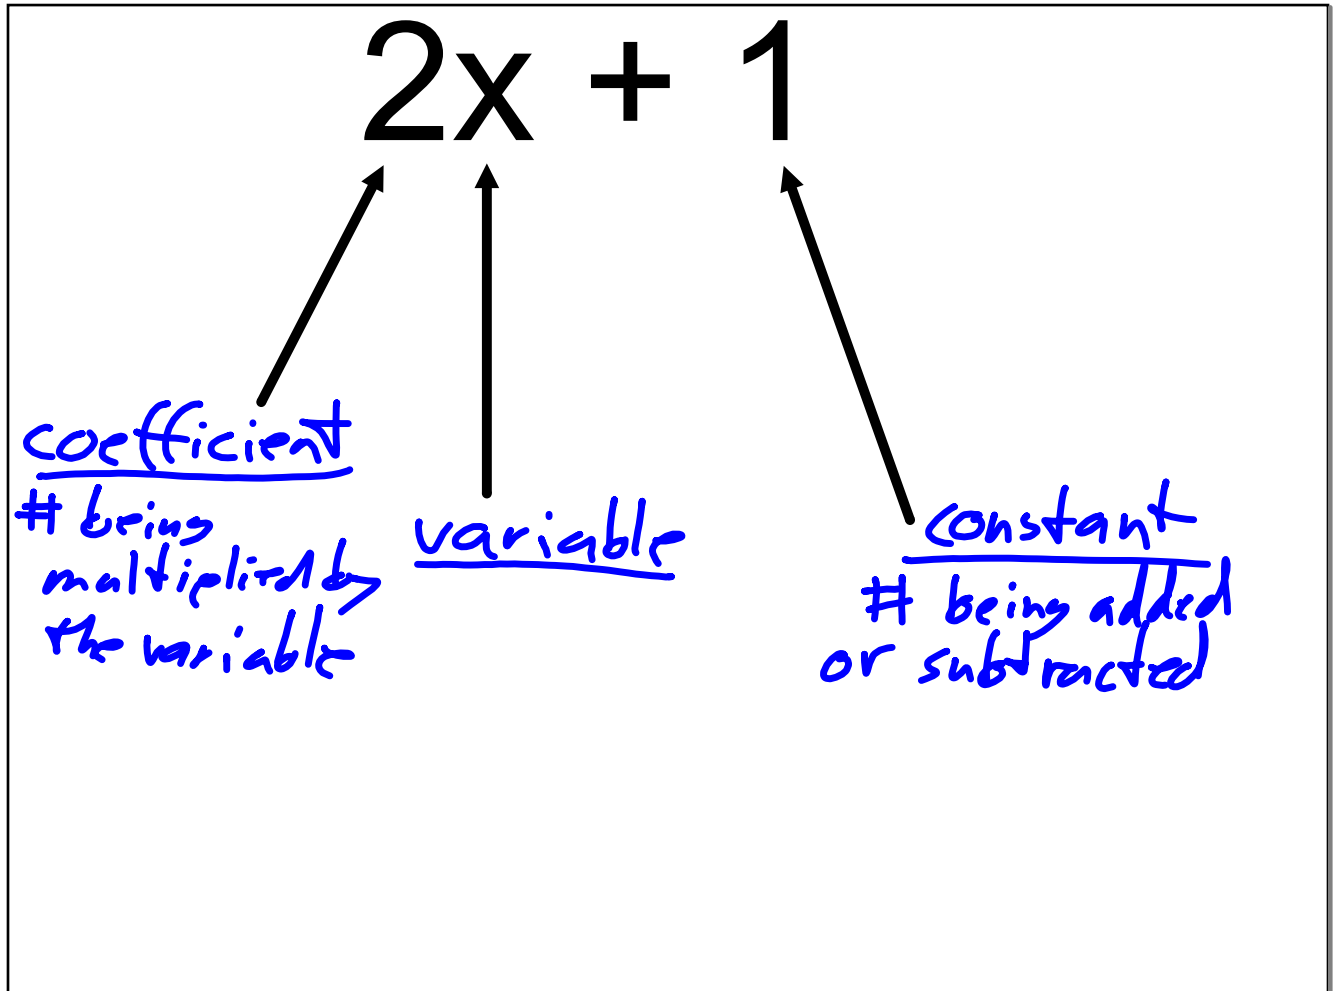 2x + 1
coefficient
# being
multiplied by
the variable
variable
constant
# being added
or subtracted